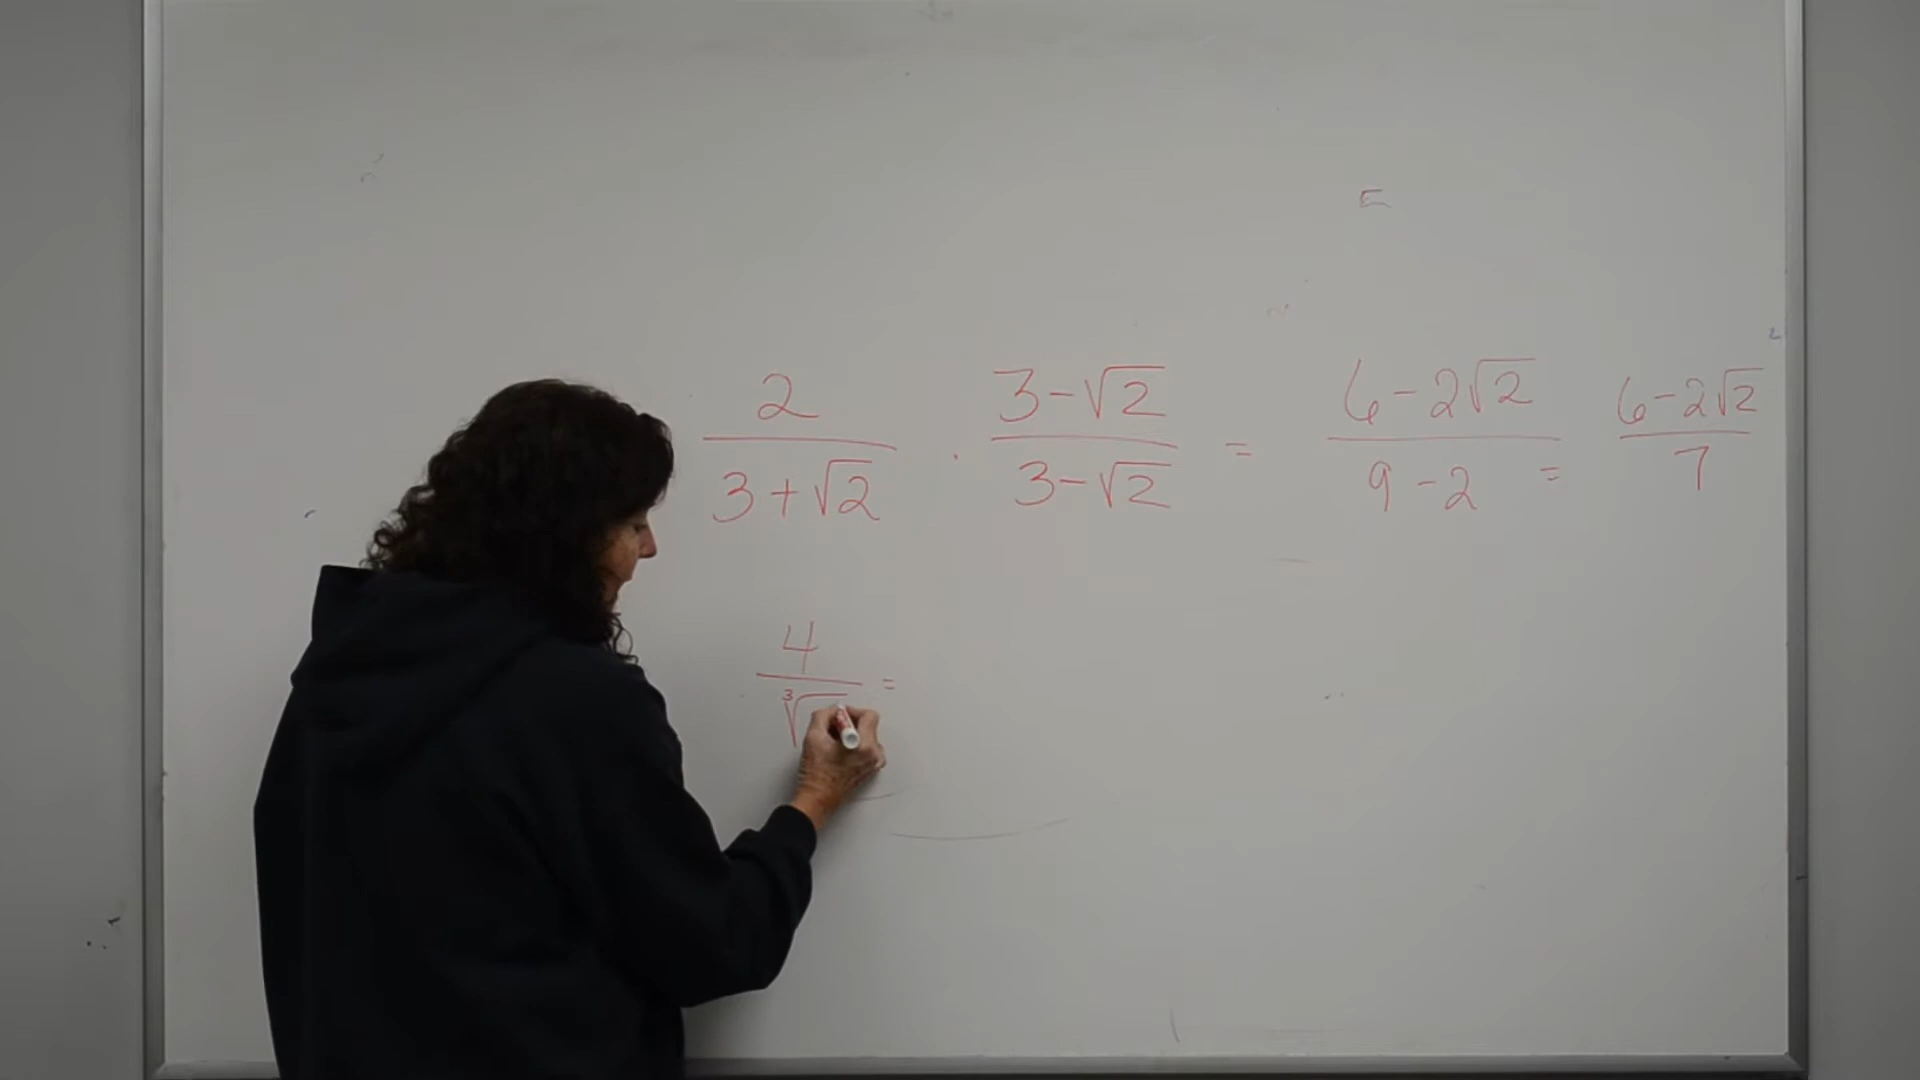 2/(3+√2) · (3-√2)/(3-√2) = (6-2√2)/(9-2) = (6-2√2)/7
4/∛ =